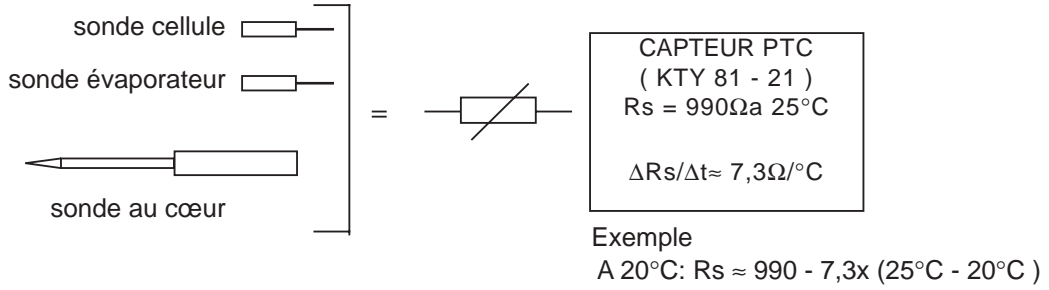 sonde cellule
sonde évaporateur
sonde au cœur
=
CAPTEUR PTC
( KTY 81 - 21 )
Rs = 990Ωa 25°C
ΔRs/Δt≈ 7,3Ω/°C
Exemple
A 20°C: Rs ≈ 990 - 7,3x (25°C - 20°C )